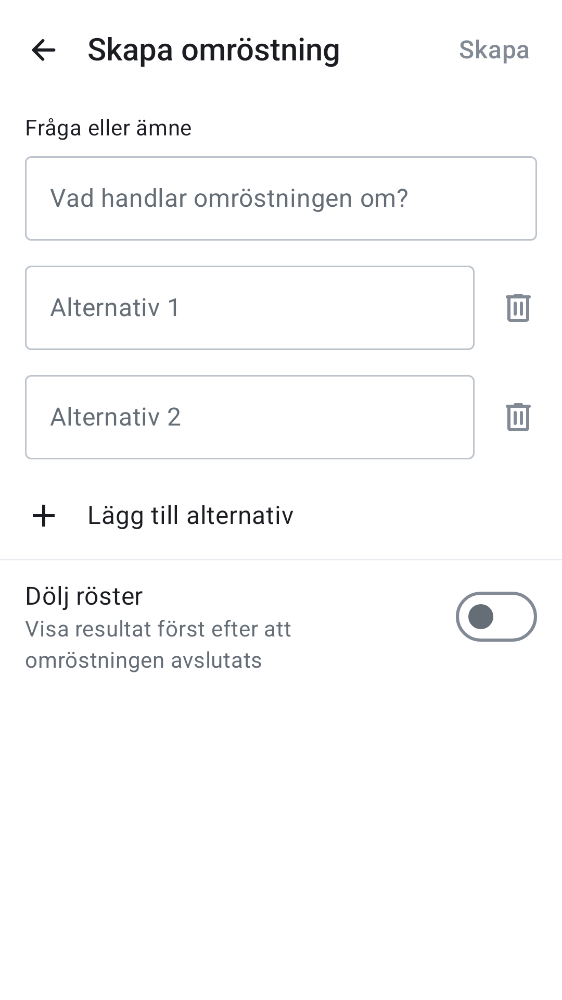 Skapa omröstning
Skapa
Fråga eller ämne
Vad handlar omröstningen om?
Alternativ 1
Alternativ 2
Lägg till alternativ
Dölj röster
Visa resultat först efter att
omröstningen avslutats